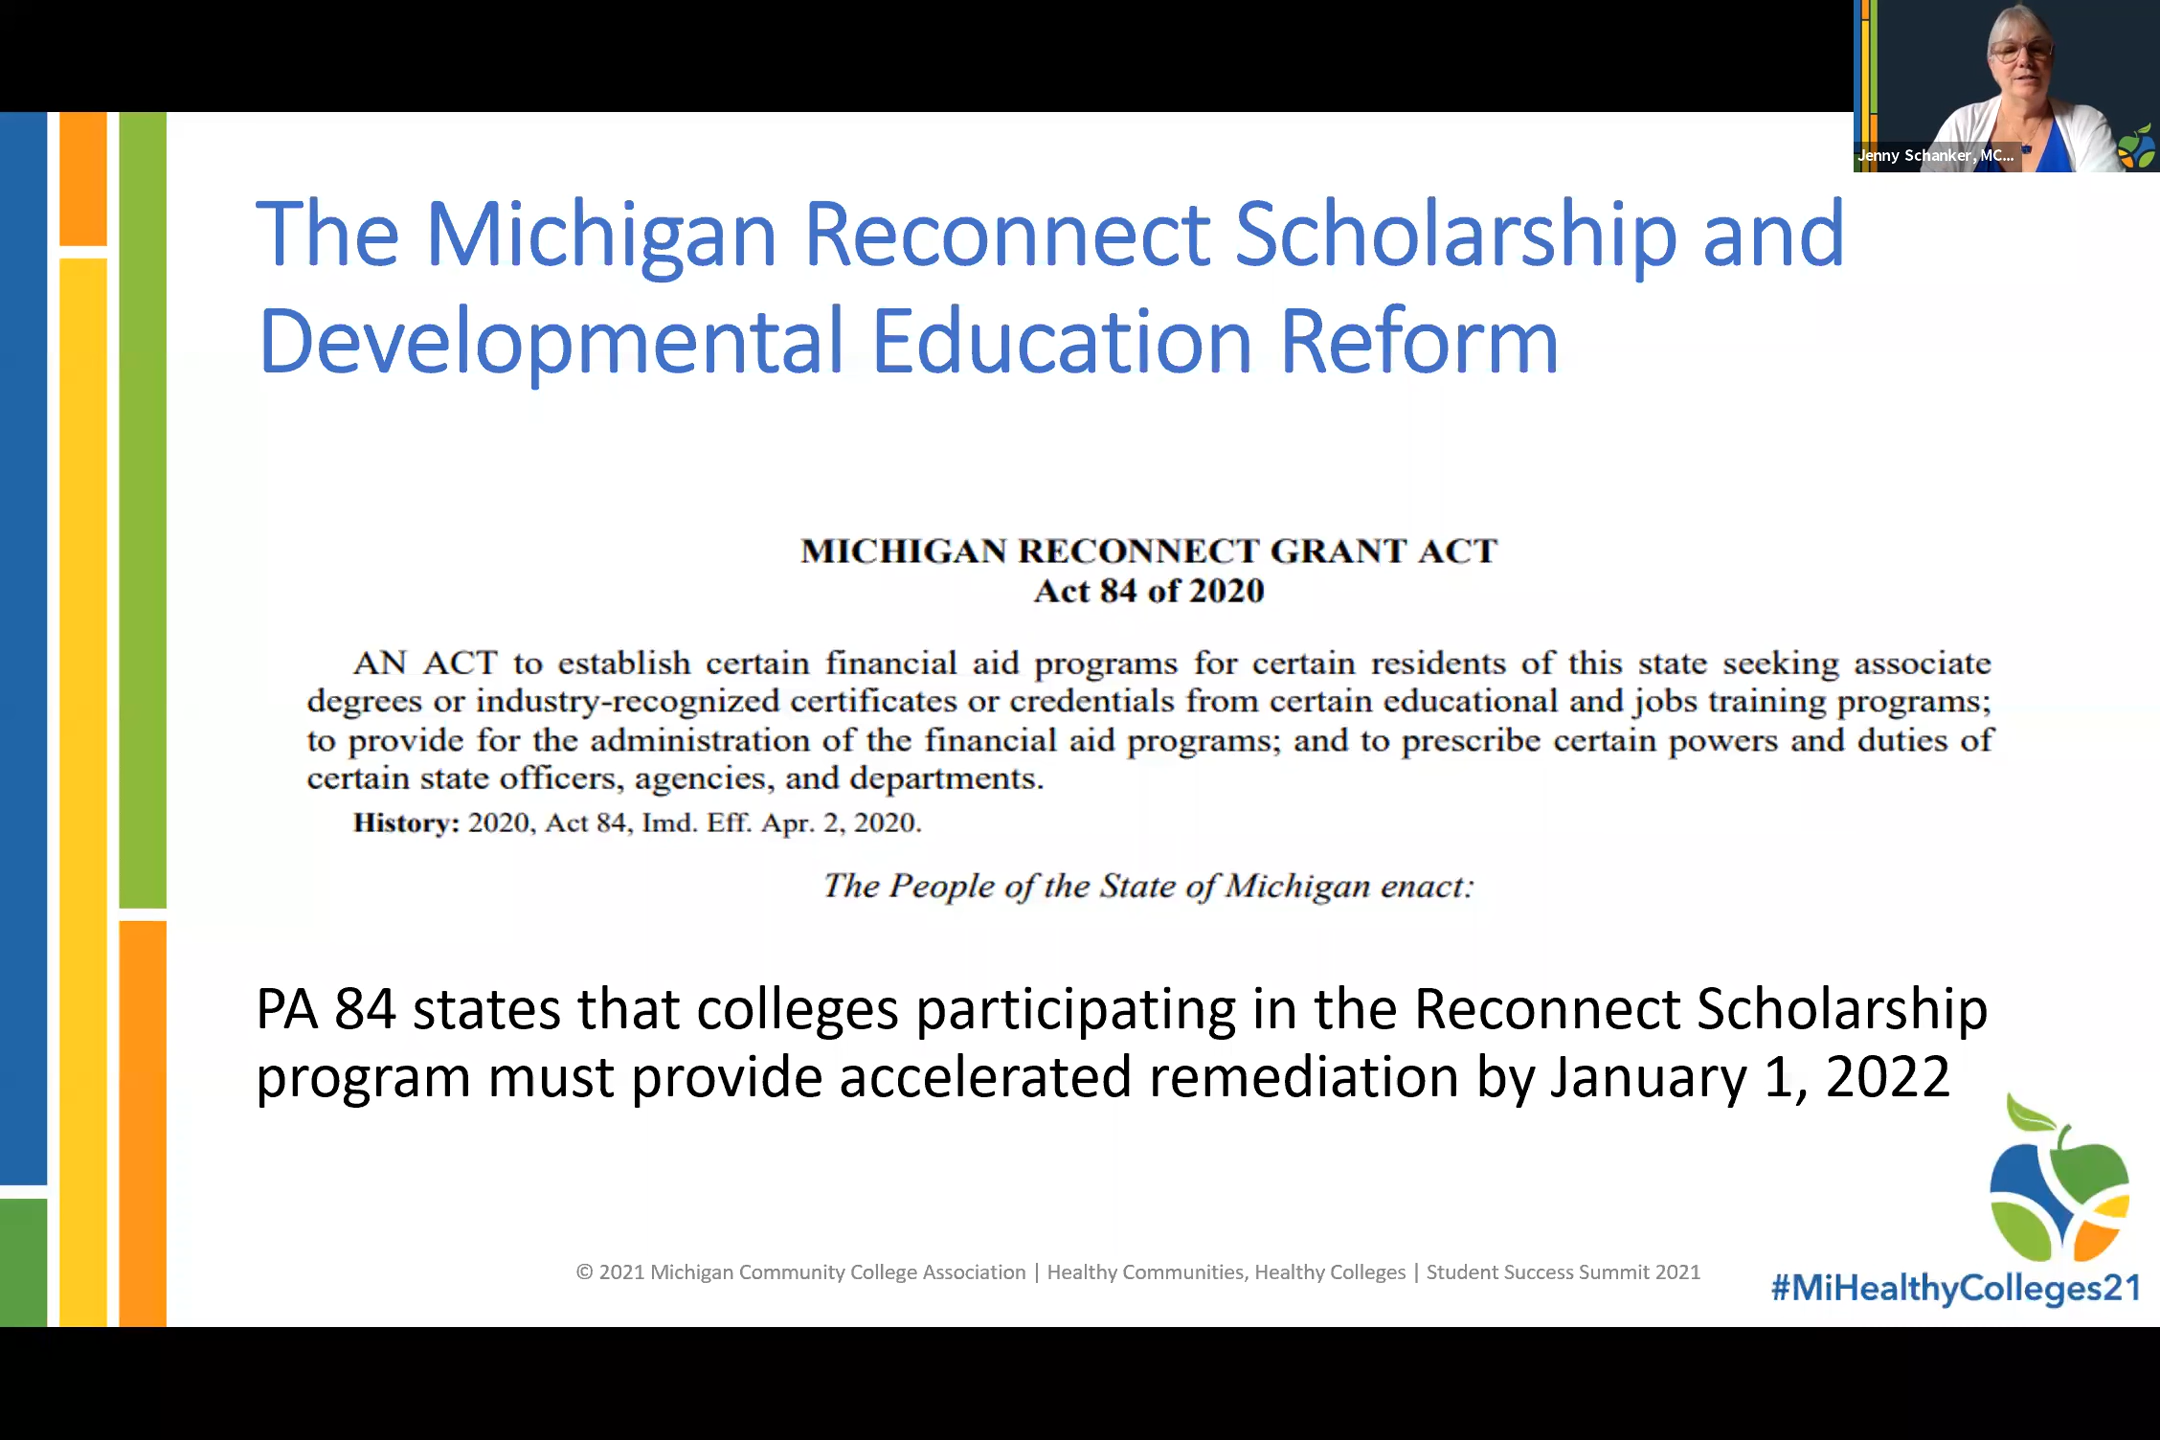 Jenny Schanker, MC...
The Michigan Reconnect Scholarship and
Developmental Education Reform
MICHIGAN RECONNECT GRANT ACT
Act 84 of 2020
AN ACT to establish certain financial aid programs for certain residents of this state seeking associate
degrees or industry-recognized certificates or credentials from certain educational and jobs training programs;
to provide for the administration of the financial aid programs; and to prescribe certain powers and duties of
certain state officers, agencies, and departments.
History: 2020, Act 84, Imd. Eff. Apr. 2, 2020.
The People of the State of Michigan enact:
PA 84 states that colleges participating in the Reconnect Scholarship
program must provide accelerated remediation by January 1, 2022
© 2021 Michigan Community College Association | Healthy Communities, Healthy Colleges | Student Success Summit 2021
#MiHealthyColleges21